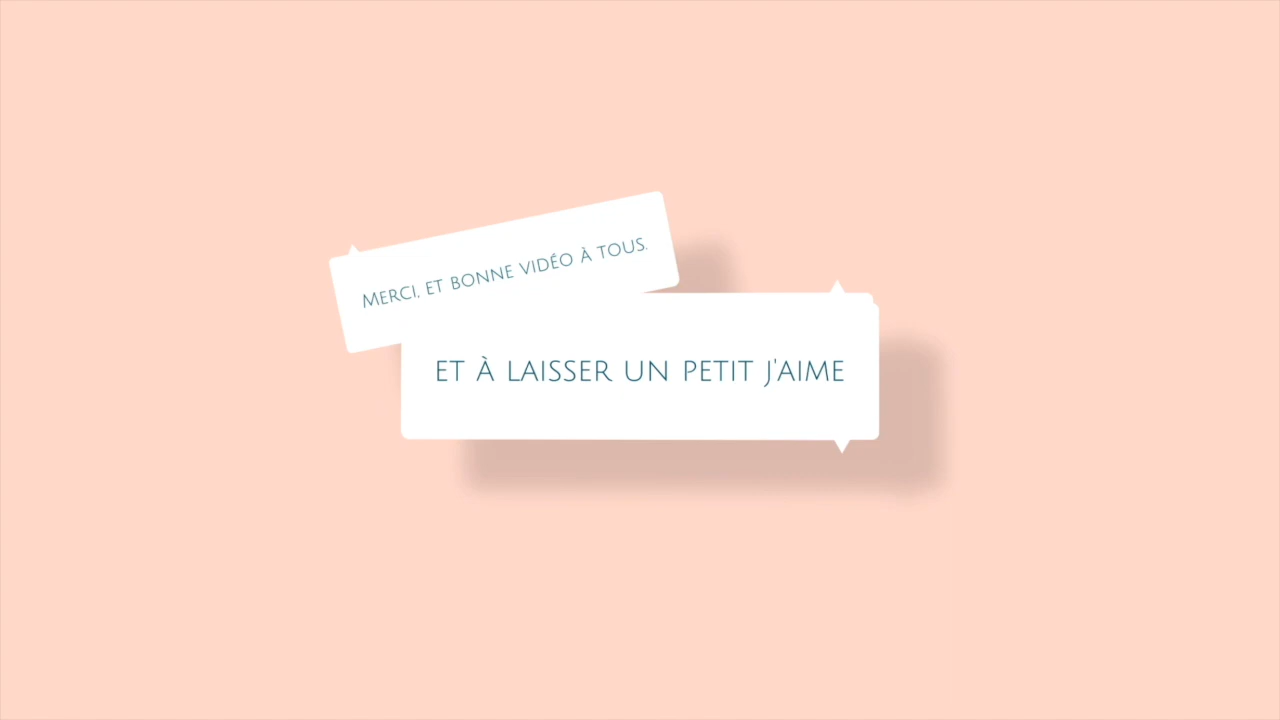 Merci, et bonne vidéo à tous.
et à laisser un petit j'aime